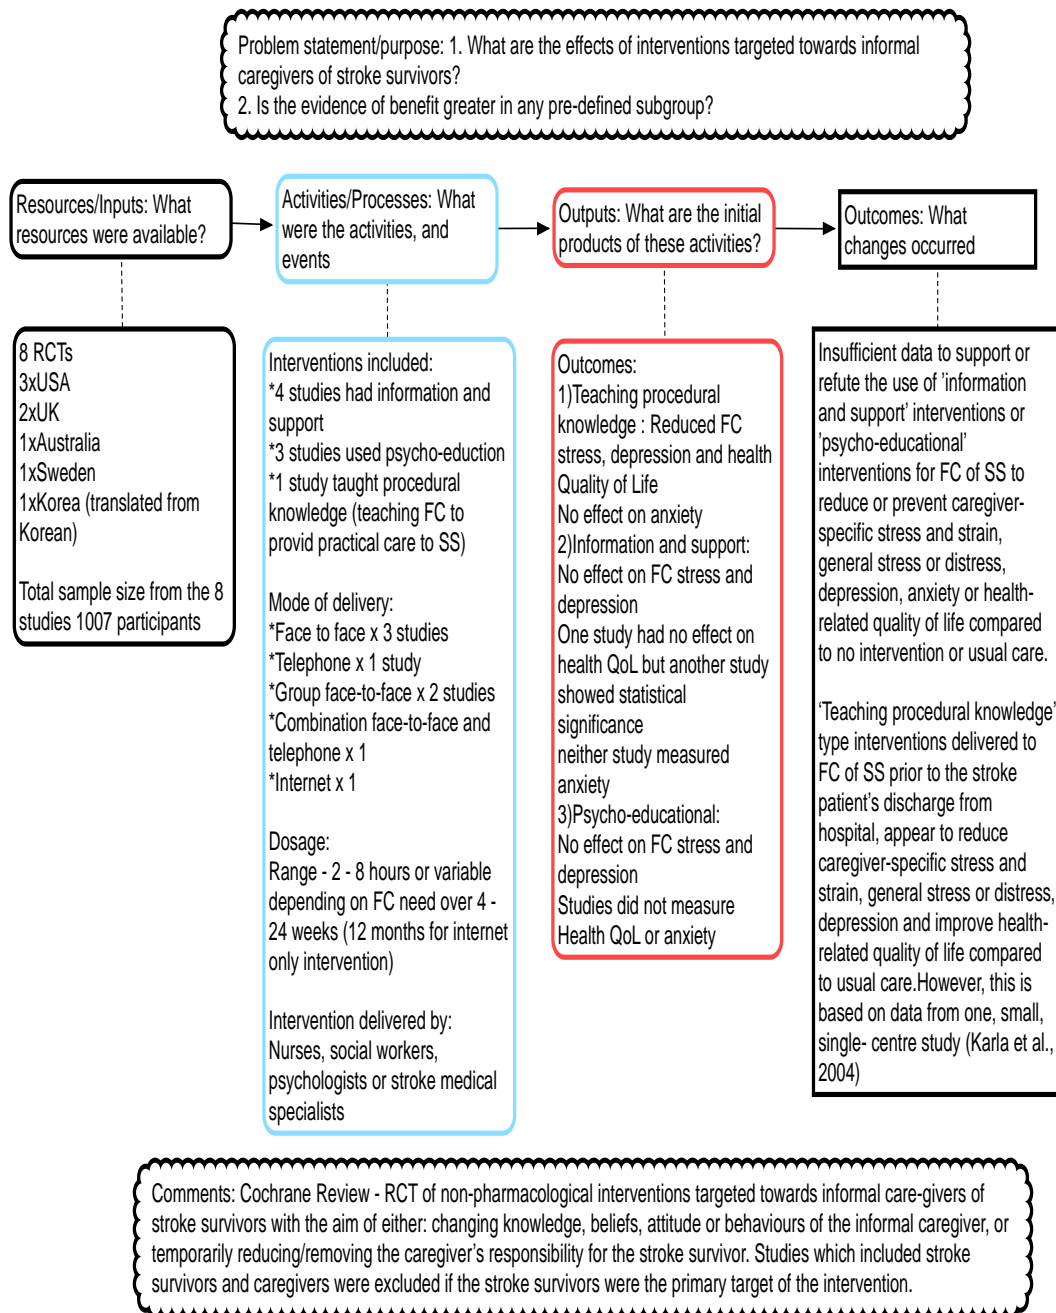 Problem statement/purpose: 1. What are the effects of interventions targeted towards informal
caregivers of stroke survivors?
2. Is the evidence of benefit greater in any pre-defined subgroup?
Resources/Inputs: What
resources were available?
Activities/Processes: What
were the activities, and
events
Outputs: What are the initial
products of these activities?
Outcomes: What
changes occurred
8 RCTs
3xUSA
2xUK
1xAustralia
1xSweden
1xKorea (translated from
Korean)
Total sample size from the 8
studies 1007 participants
Interventions included:
*4 studies had information and
support
*3 studies used psycho-eduction
*1 study taught procedural
knowledge (teaching FC to
provid practical care to SS)
Mode of delivery:
*Face to face x 3 studies
*Telephone x 1 study
*Group face-to-face x 2 studies
*Combination face-to-face and
telephone x 1
*Internet x 1
Dosage:
Range - 2 - 8 hours or variable
depending on FC need over 4 -
24 weeks (12 months for internet
only intervention)
Intervention delivered by:
Nurses, social workers,
psychologists or stroke medical
specialists
Outcomes:
1)Teaching procedural
knowledge : Reduced FC
stress, depression and health
Quality of Life
No effect on anxiety
2)Information and support:
No effect on FC stress and
depression
One study had no effect on
health QoL but another study
showed statistical
significance
neither study measured
anxiety
3)Psycho-educational:
No effect on FC stress and
depression
Studies did not measure
Health QoL or anxiety
Insufficient data to support or
refute the use of 'information
and support' interventions or
'psycho-educational'
interventions for FC of SS to
reduce or prevent caregiver-
specific stress and strain,
general stress or distress,
depression, anxiety or health-
related quality of life compared
to no intervention or usual care.
'Teaching procedural knowledge'
type interventions delivered to
FC of SS prior to the stroke
patient's discharge from
hospital, appear to reduce
caregiver-specific stress and
strain, general stress or distress,
depression and improve health-
related quality of life compared
to usual care.However, this is
based on data from one, small,
single- centre study (Karla et al.,
2004)
Comments: Cochrane Review - RCT of non-pharmacological interventions targeted towards informal care-givers of
stroke survivors with the aim of either: changing knowledge, beliefs, attitude or behaviours of the informal caregiver, or
temporarily reducing/removing the caregiver's responsibility for the stroke survivor. Studies which included stroke
survivors and caregivers were excluded if the stroke survivors were the primary target of the intervention.